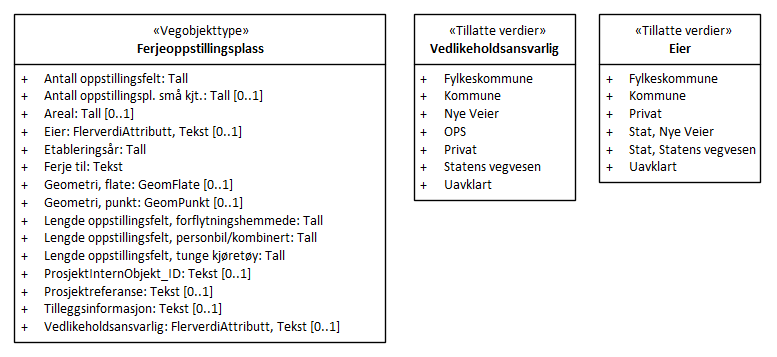 «Vegobjekttype»
Ferjeoppstillingsplass
+ Antall oppstillingsfelt: Tall
+ Antall oppstillingspl. små kjt.: Tall [0..1]
+ Areal: Tall [0..1]
+ Eier: FlerverdiAttributt, Tekst [0..1]
+ Etableringsår: Tall
+ Ferje til: Tekst
+ Geometri, flate: GeomFlate [0..1]
+ Geometri, punkt: GeomPunkt [0..1]
+ Lengde oppstillingsfelt, forflytningshemmede: Tall
+ Lengde oppstillingsfelt, personbil/kombinert: Tall
+ Lengde oppstillingsfelt, tunge kjøretøy: Tall
+ ProsjektInternObjekt_ID: Tekst [0..1]
+ Prosjektreferanse: Tekst [0..1]
+ Tilleggsinformasjon: Tekst [0..1]
+ Vedlikeholdsansvarlig: FlerverdiAttributt, Tekst [0..1]
«Tillatte verdier»
Vedlikeholdsansvarlig
+ Fylkeskommune
+ Kommune
+ Nye Veier
+ OPS
+ Privat
+ Statens vegvesen
+ Uavklart
«Tillatte verdier»
Eier
+ Fylkeskommune
+ Kommune
+ Privat
+ Stat, Nye Veier
+ Stat, Statens vegvesen
+ Uavklart